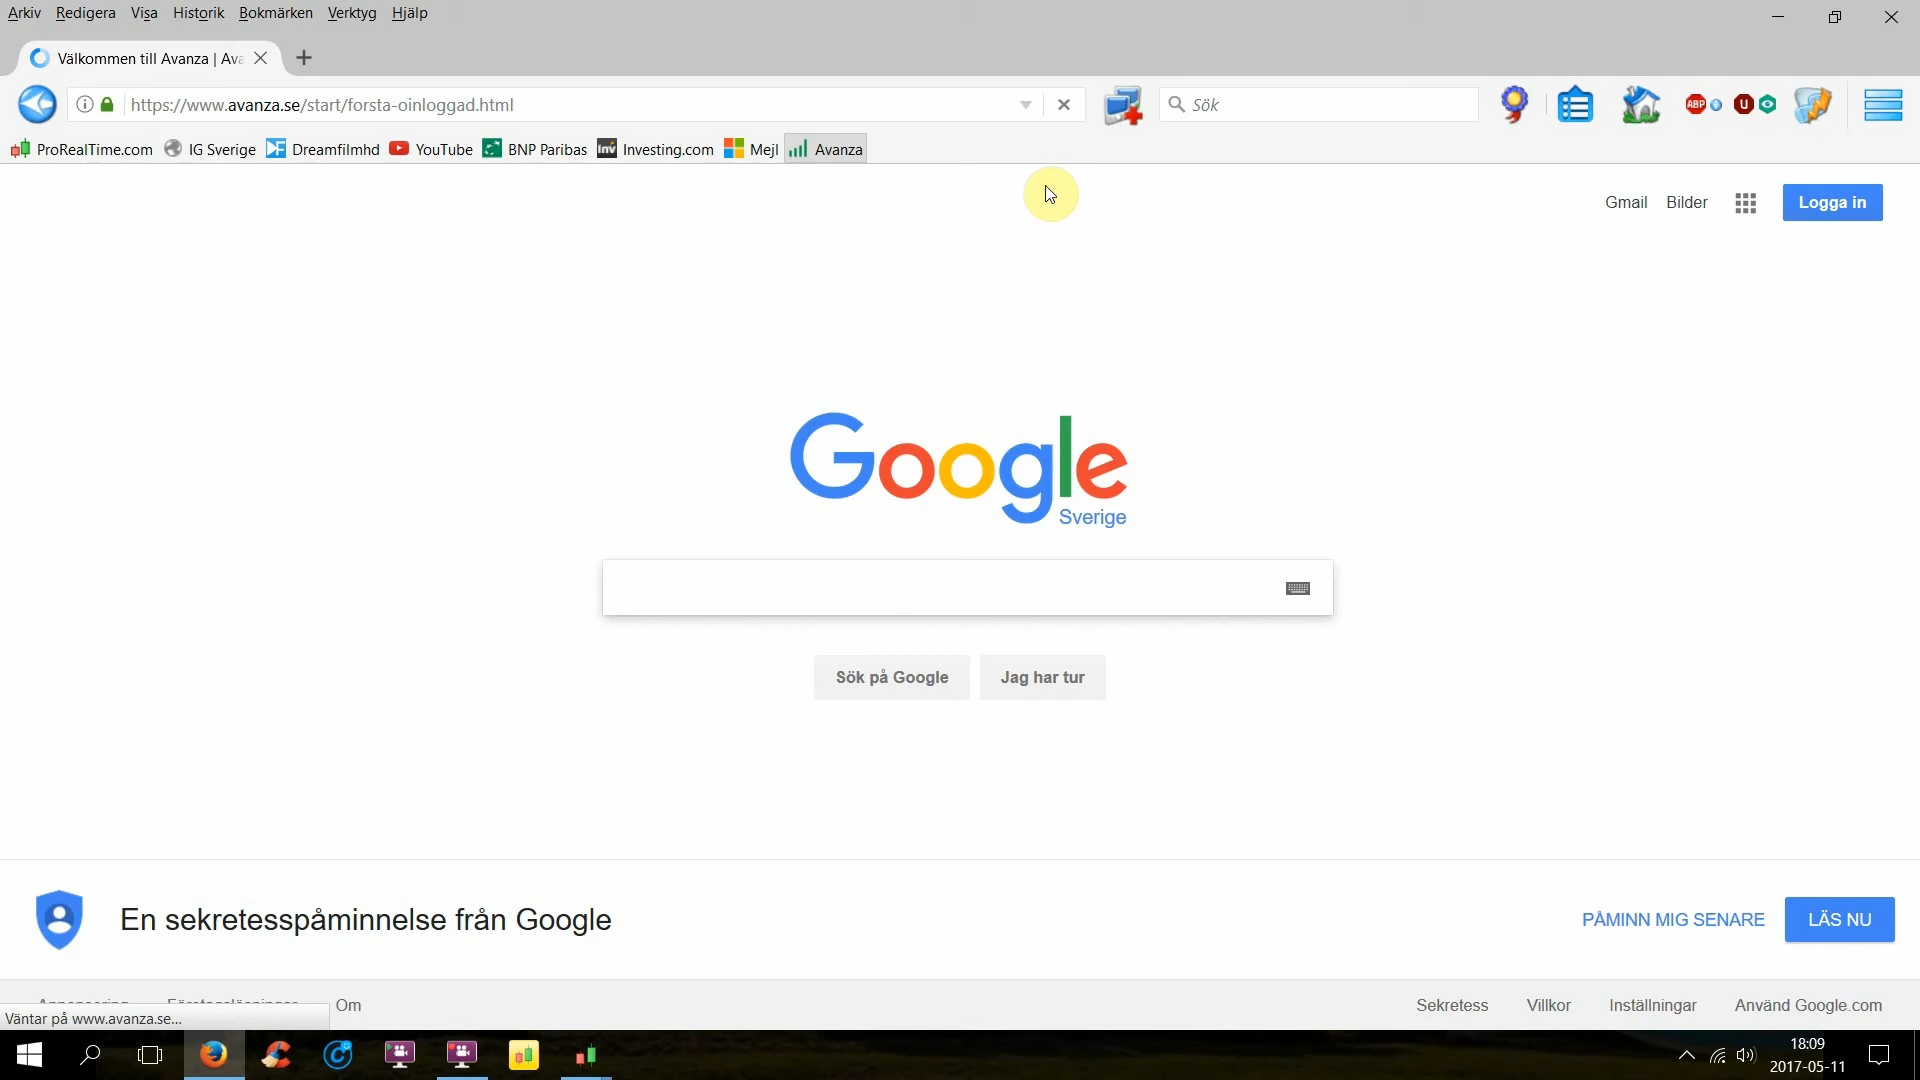 Arkiv Redigera Visa Historik Bokmärken Verktyg Hjälp
Välkommen till Avanza | Ava
https://www.avanza.se/start/forsta-oinloggad.html
Sök
ABP
ProRealTime.com IG Sverige Dreamfilmhd YouTube BNP Paribas Investing.com Mejl Avanza
Gmail Bilder Logga in
Google
Sverige
Sök på Google Jag har tur
En sekretesspåminnelse från Google
PÅMINN MIG SENARE LÄS NU
Om Sekretess Villkor Inställningar Använd Google.com
Väntar på www.avanza.se...
18:09
2017-05-11